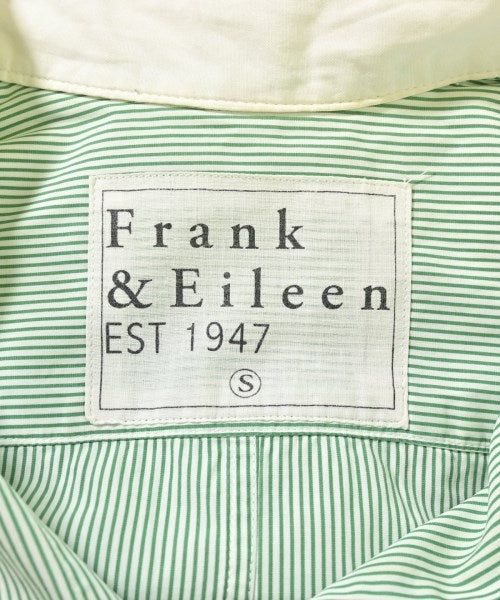 Frank
& Eileen
EST 1947
S